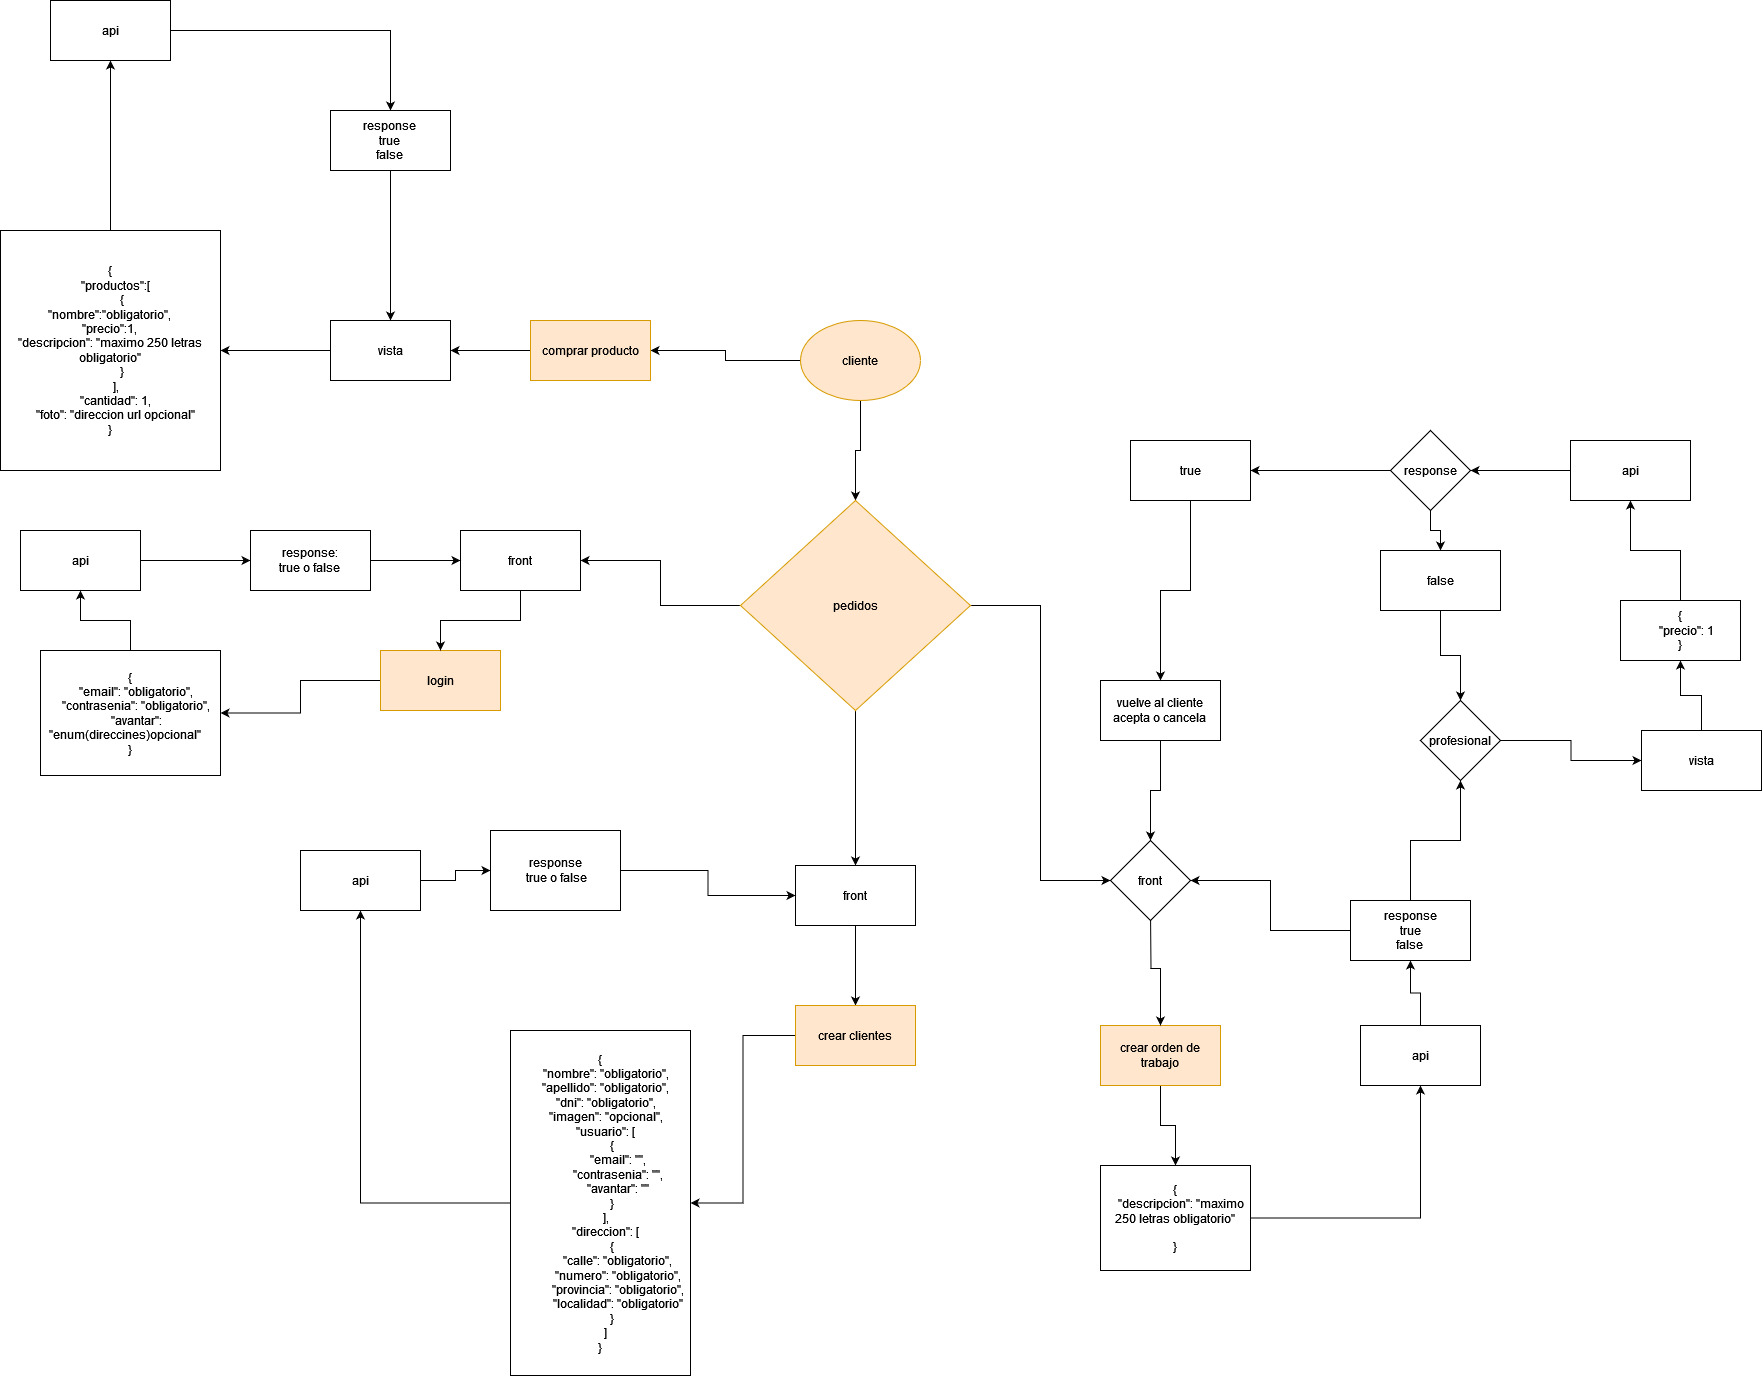 api
response
true
false
{
"productos":[
{
"nombre":"obligatorio",
"precio":1,
"descripcion": "maximo 250 letras
obligatorio"
}
],
"cantidad": 1,
"foto": "direccion url opcional"
}
vista
comprar producto
cliente
pedidos
api
response:
true o false
front
login
{
"email": "obligatorio",
"contrasenia": "obligatorio",
"avantar":
"enum(direccines)opcional"
}
api
response
true o false
front
crear clientes
{
"nombre": "obligatorio",
"apellido": "obligatorio",
"dni": "obligatorio",
"imagen": "opcional",
"usuario": [
{
"email": "",
"contrasenia": "",
"avantar": ""
}
],
"direccion": [
{
"calle": "obligatorio",
"numero": "obligatorio",
"provincia": "obligatorio",
"localidad": "obligatorio"
}
]
}
true
response
api
false
{
"precio": 1
}
vuelve al cliente
acepta o cancela
profesional
vista
front
response
true
false
crear orden de
trabajo
api
{
"descripcion": "maximo
250 letras obligatorio"
}